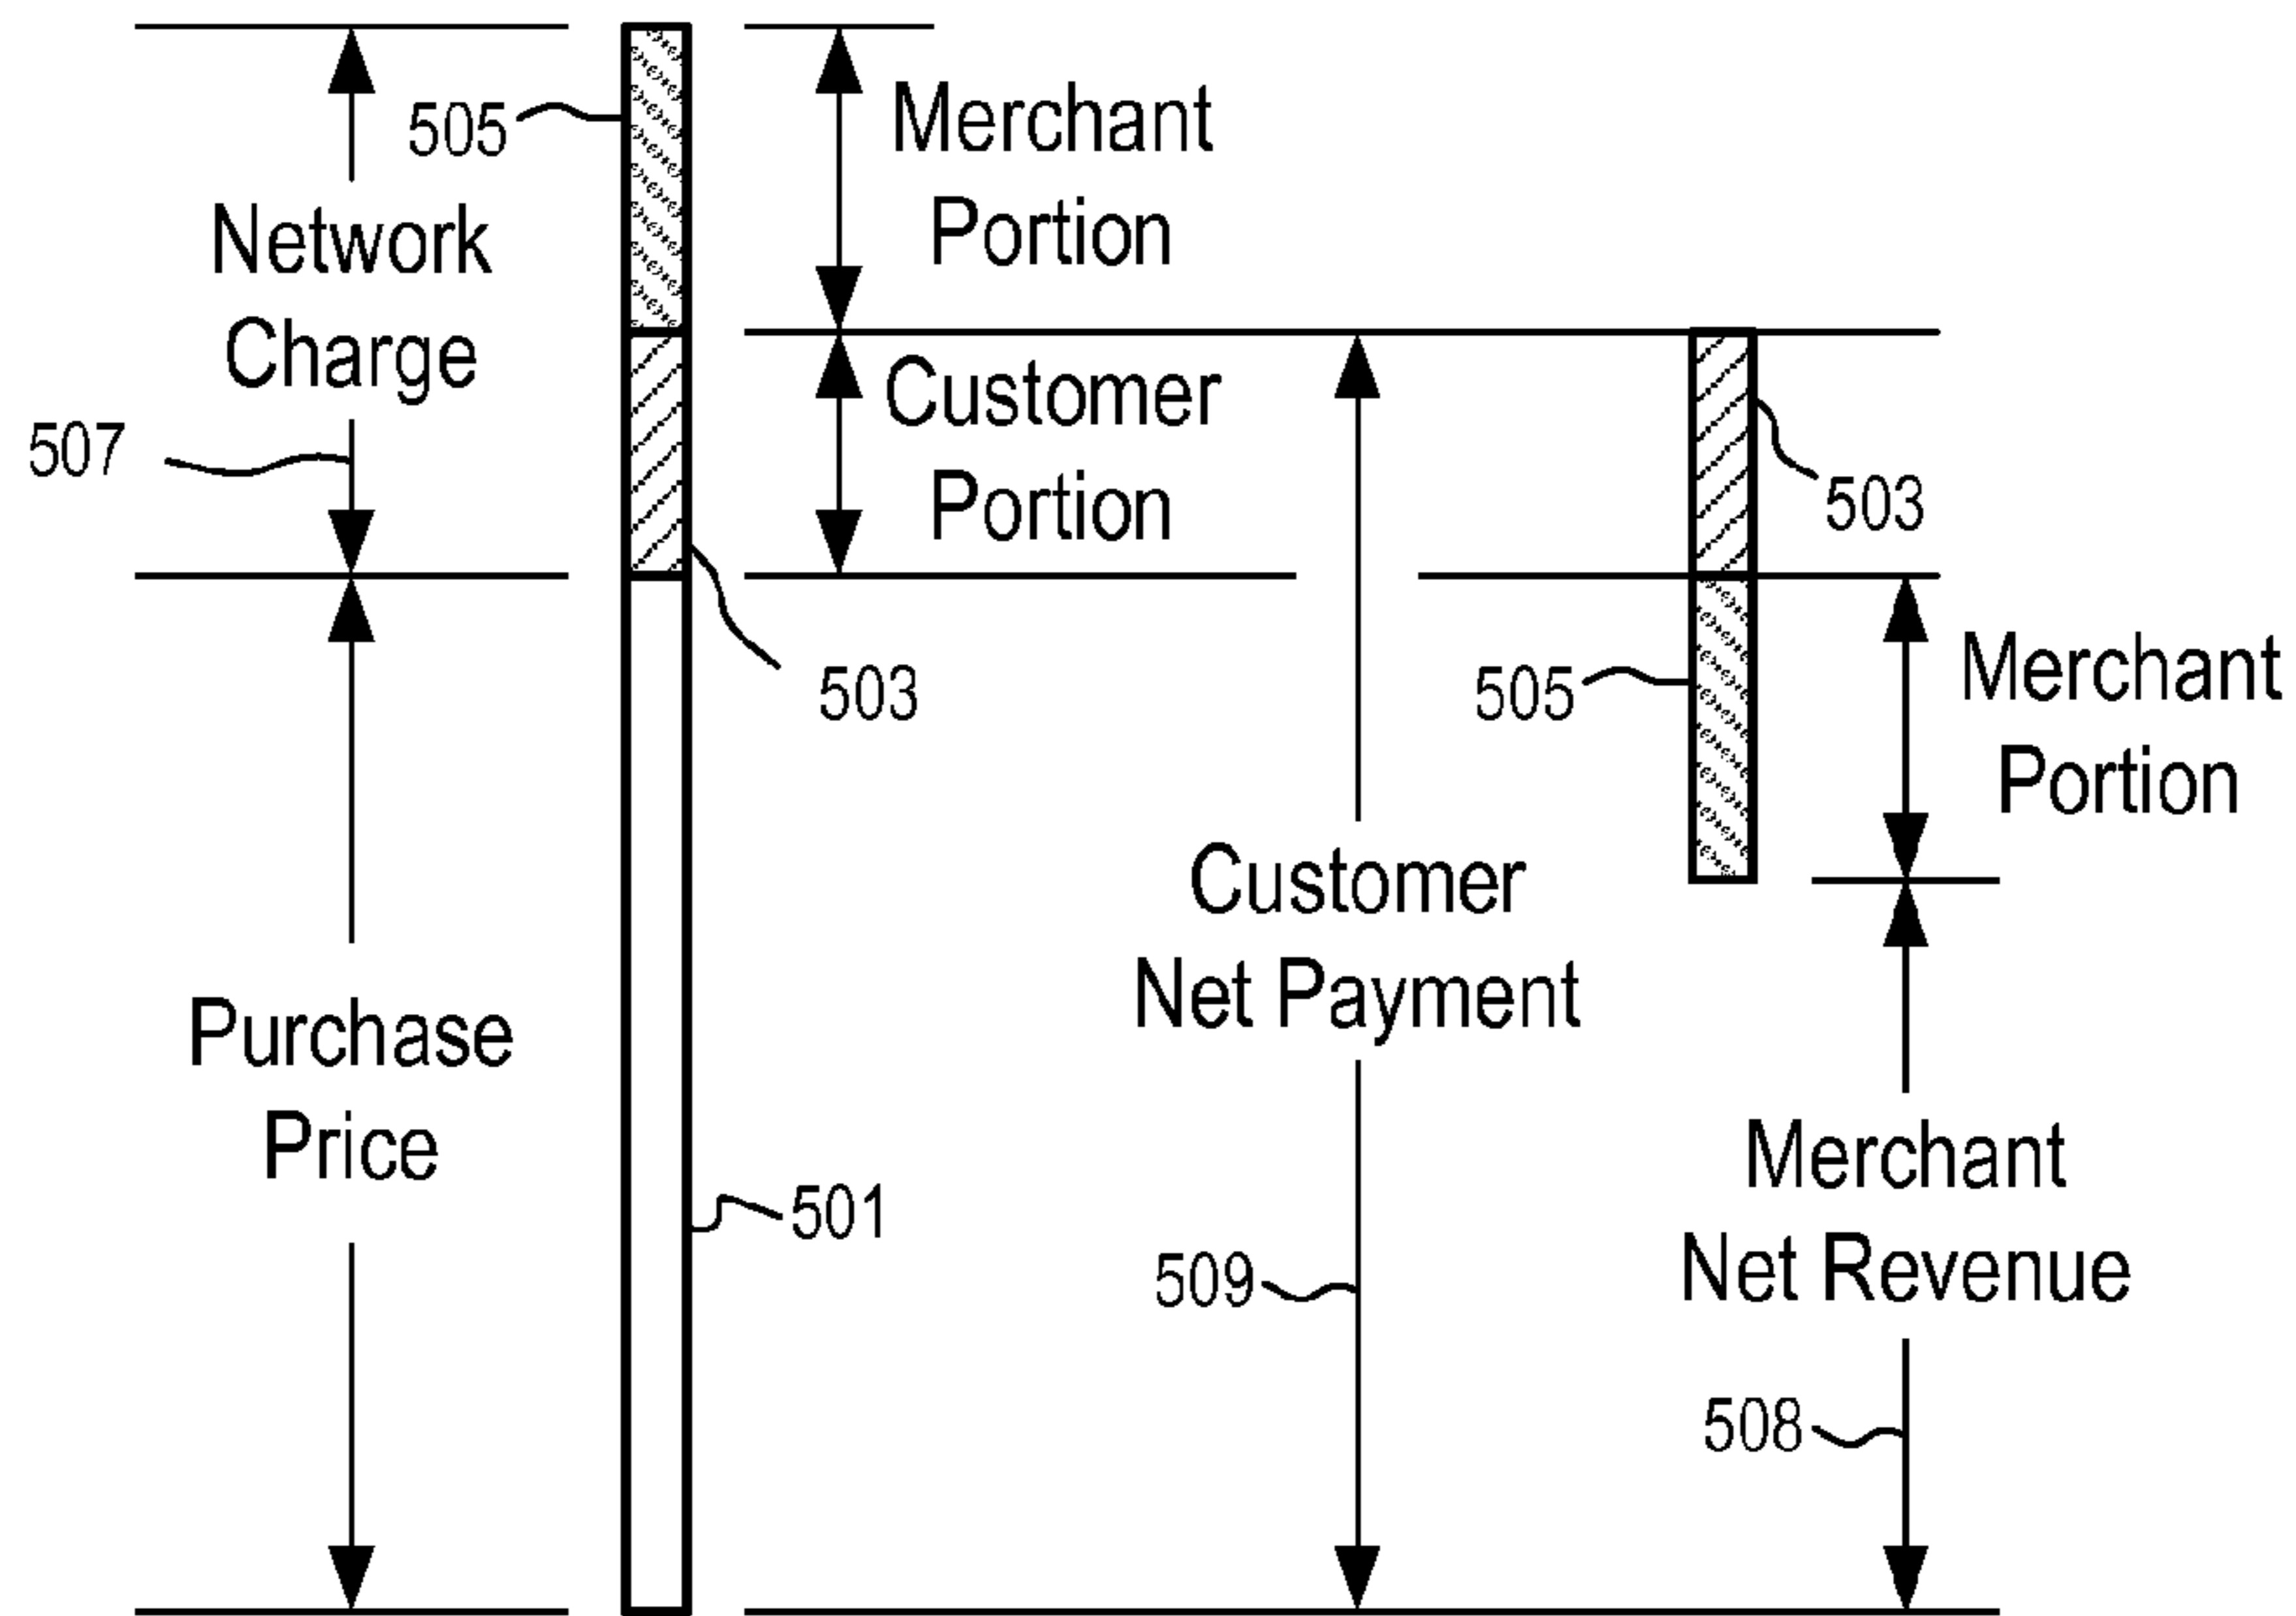 505
Merchant
Portion
Network
Charge
Customer
Portion
507
503
503
505
Merchant
Portion
Customer
Net Payment
Purchase
Price
501
Merchant
Net Revenue
509
508